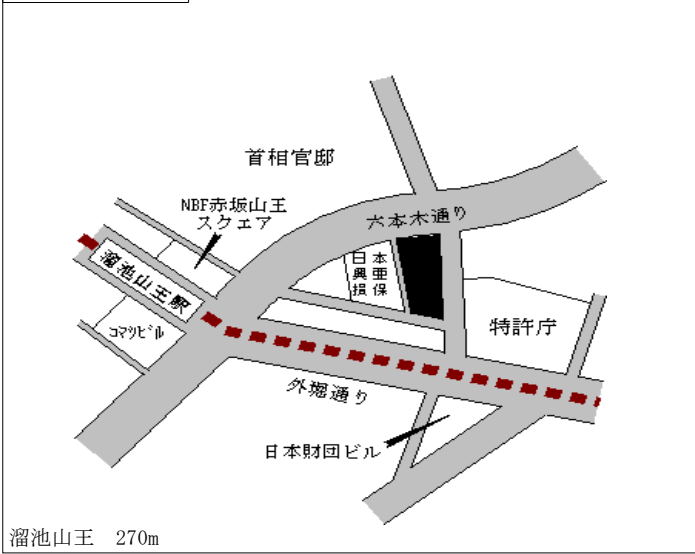 首相官邸
NBF赤坂山王
スクェア
六本木通り
溜池山王駅
日本
興亜
損保
コマツビル
特許庁
外堀通り
日本財団ビル
溜池山王　270m